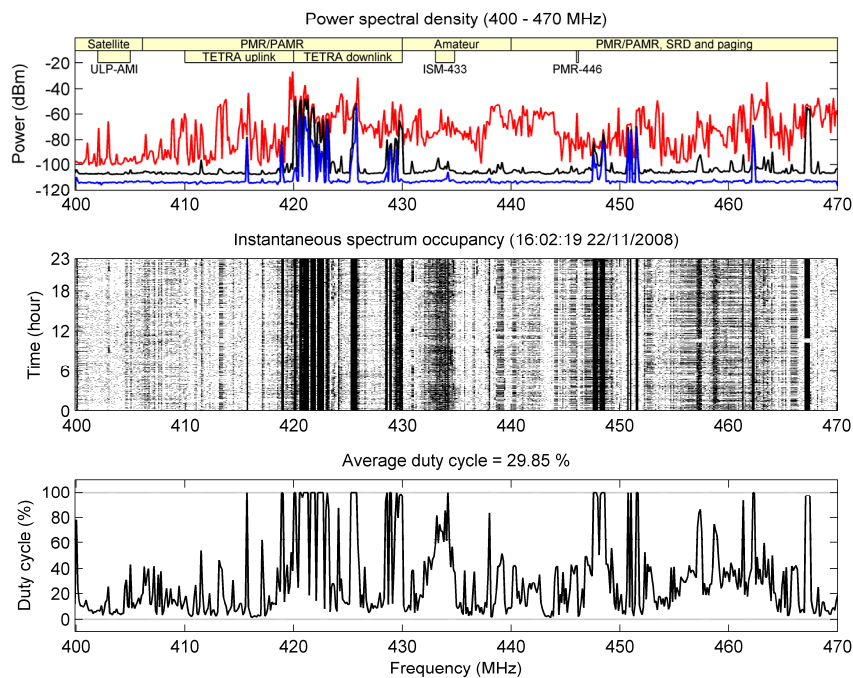 Power spectral density (400 - 470 MHz)
Satellite PMR/PAMR Amateur PMR/PAMR, SRD and paging
TETRA uplink TETRA downlink
ULP-AMI ISM-433 PMR-446
Power (dBm)
-20
-40
-60
-80
-100
-120
400 410 420 430 440 450 460 470
Instantaneous spectrum occupancy (16:02:19 22/11/2008)
Time (hour)
23
18
12
6
0
400 410 420 430 440 450 460 470
Average duty cycle = 29.85 %
Duty cycle (%)
100
80
60
40
20
0
400 410 420 430 440 450 460 470
Frequency (MHz)